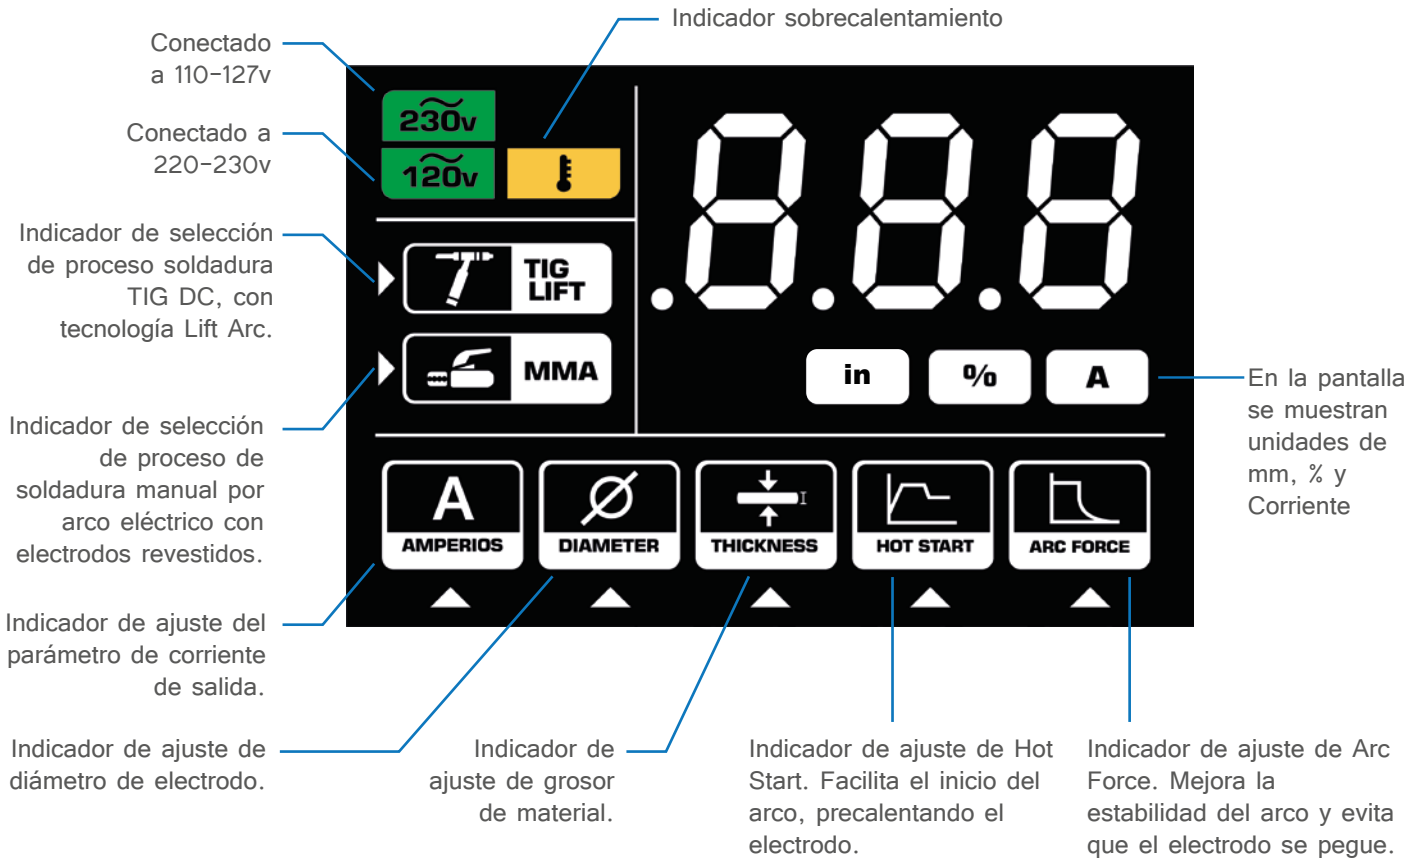 Indicador sobrecalentamiento
Conectado
a 110-127v
Conectado a
220-230v
Indicador de selección
de proceso soldadura
TIG DC, con
tecnología Lift Arc.
Indicador de selección
de proceso de
soldadura manual por
arco eléctrico con
electrodos revestidos.
Indicador de ajuste del
parámetro de corriente
de salida.
Indicador de ajuste de
diámetro de electrodo.
230v
120v
TIG
LIFT
MMA
.8.8.8
in
%
A
A
AMPERIOS
DIAMETER
THICKNESS
HOT START
ARC FORCE
En la pantalla
se muestran
unidades de
mm, % y
Corriente
Indicador de
ajuste de grosor
de material.
Indicador de ajuste de Hot
Start. Facilita el inicio del
arco, precalentando el
electrodo.
Indicador de ajuste de Arc
Force. Mejora la
estabilidad del arco y evita
que el electrodo se pegue.